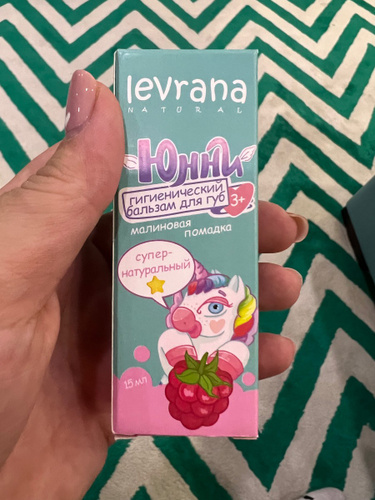 levrana
NATURAL
Юнни
гигиенический
бальзам для губ
3+
малиновая
помадка
супер-
натуральный
15 мл